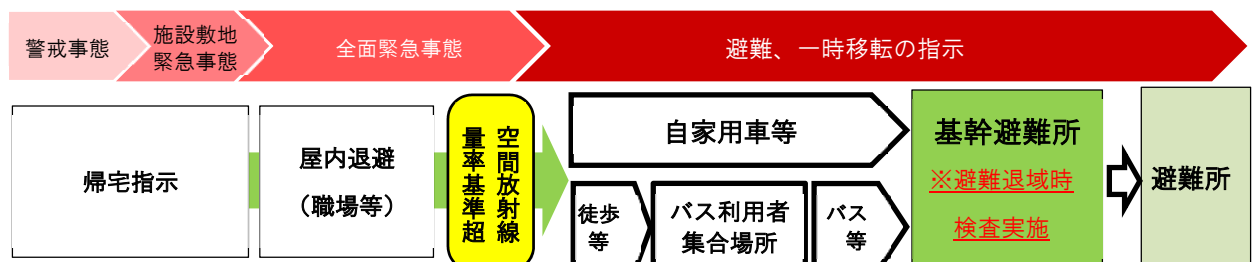 警戒事態
施設敷地
緊急事態
全面緊急事態
避難、一時移転の指示
帰宅指示
屋内退避
（職場等）
空間放射線
量率基準超
自家用車等
徒歩
等
バス利用者
集合場所
バス
等
基幹避難所
※避難退域時
検査実施
避難所